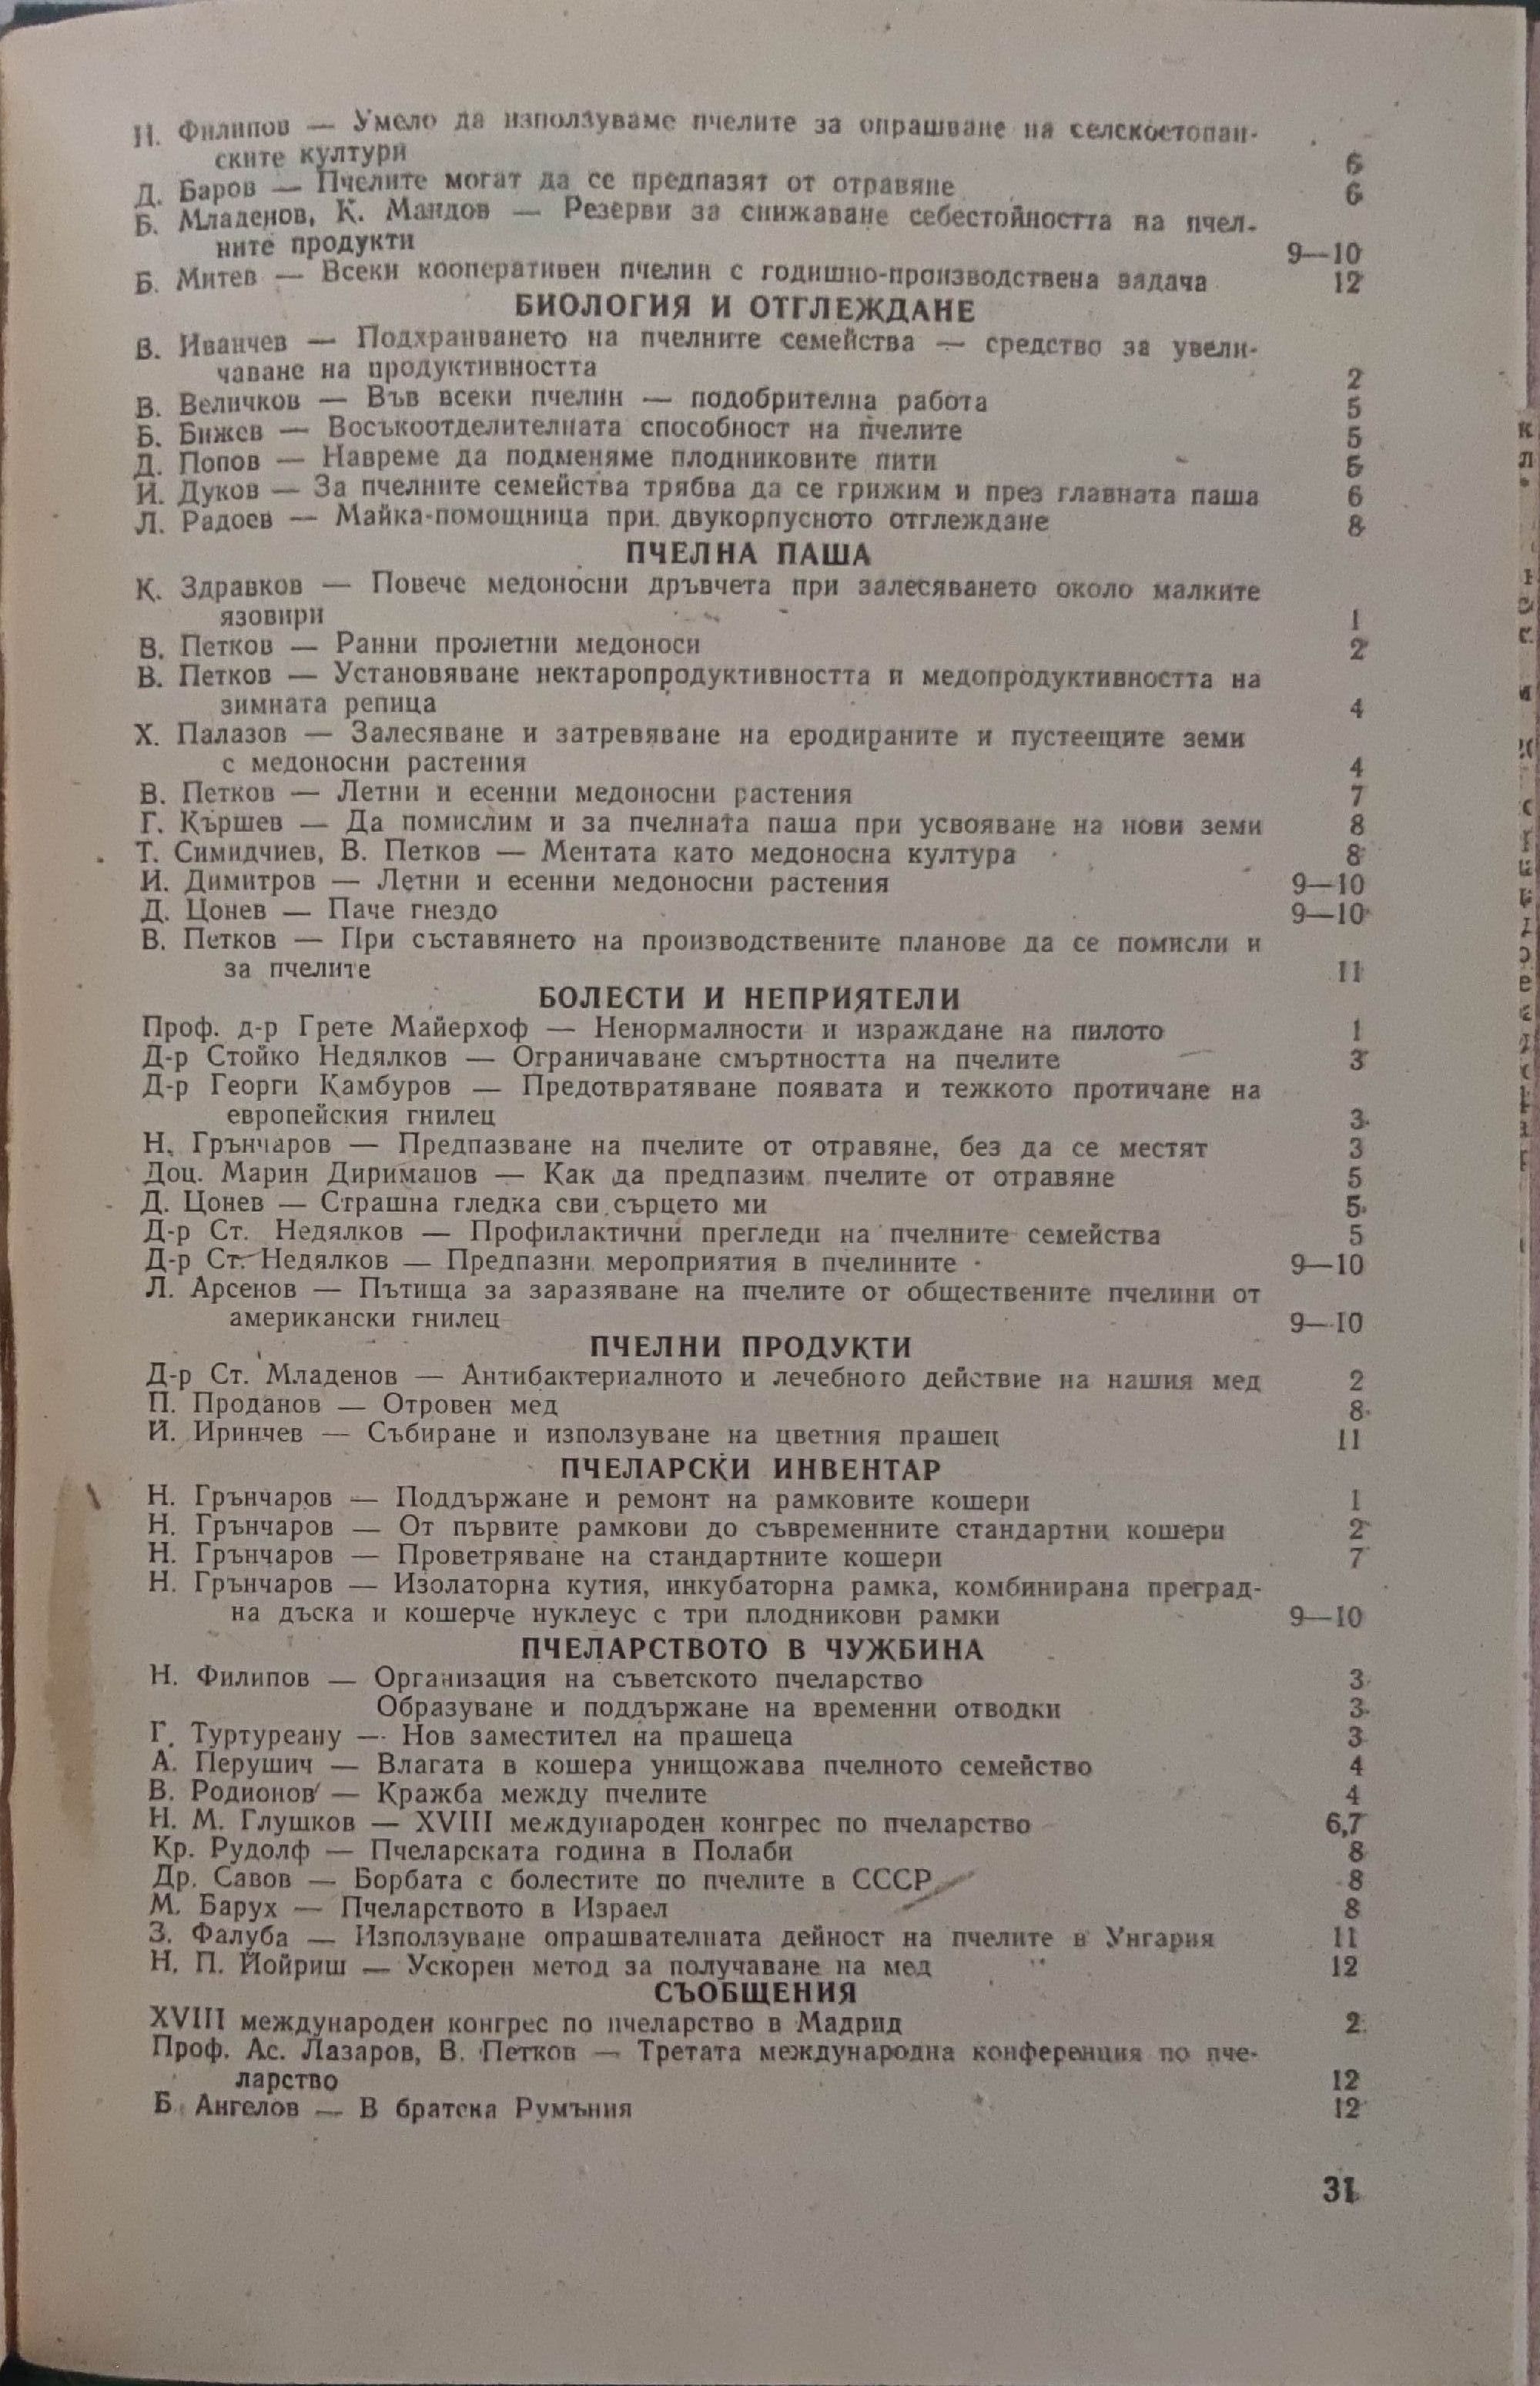 Н. Филипов — Умело да използуваме пчелите за опрашване на селскостопан-
ските култури 6
Д. Баров — Пчелите могат да се предпазят от отравяне 6
Б. Младенов, К. Мандов — Резерви за снижаване себестойността на пчел-
ните продукти 9—10
Б. Митев — Всеки кооперативен пчелин с годишно-производствена задача 12
БИОЛОГИЯ И ОТГЛЕЖДАНЕ
В. Иванчев — Подхранването на пчелните семейства — средство за увели-
чаване на продуктивността 2
В. Величков — Във всеки пчелин — подобрителна работа 5
Б. Бижев — Восъкоотделителната способност на пчелите 5
Д. Попов — Навреме да подменяме плодниковите пити 5
И. Дуков — За пчелните семейства трябва да се грижим и през главната паша 6
Л. Радоев — Майка-помощница при двукорпусното отглеждане 8
ПЧЕЛНА ПАША
К. Здравков — Повече медоносни дръвчета при залесяването около малките
язовири 1
В. Петков — Ранни пролетни медоноси 2
В. Петков — Установяване нектаропродуктивността и медопродуктивността на
зимната репица 4
Х. Палазов — Залесяване и затревяване на еродираните и пустеещите земи
с медоносни растения 4
В. Петков — Летни и есенни медоносни растения 7
Г. Кършев — Да помислим и за пчелната паша при усвояване на нови земи 8
Т. Симидчиев, В. Петков — Ментата като медоносна култура 8
И. Димитров — Летни и есенни медоносни растения 9—10
Д. Цонев — Паче гнездо 9—10
В. Петков — При съставянето на производствените планове да се помисли и
за пчелите 11
БОЛЕСТИ И НЕПРИЯТЕЛИ
Проф. д-р Грете Майерхоф — Ненормалности и израждане на пилото 1
Д-р Стойко Недялков — Ограничаване смъртността на пчелите 3
Д-р Георги Камбуров — Предотвратяване появата и тежкото протичане на
европейския гнилец 3
Н. Грънчаров — Предпазване на пчелите от отравяне, без да се местят 3
Доц. Марин Дириманов — Как да предпазим пчелите от отравяне 5
Д. Цонев — Страшна гледка сви сърцето ми 5
Д-р Ст. Недялков — Профилактични прегледи на пчелните семейства 5
Д-р Ст. Недялков — Предпазни мероприятия в пчелините 9—10
Л. Арсенов — Пътища за заразяване на пчелите от обществените пчелини от
американски гнилец 9—10
ПЧЕЛНИ ПРОДУКТИ
Д-р Ст. Младенов — Антибактериалното и лечебното действие на нашия мед 2
П. Проданов — Отровен мед 8
И. Иринчев — Събиране и използуване на цветния прашец 11
ПЧЕЛАРСКИ ИНВЕНТАР
Н. Грънчаров — Поддържане и ремонт на рамковите кошери 1
Н. Грънчаров — От първите рамкови до съвременните стандартни кошери 2
Н. Грънчаров — Проветряване на стандартните кошери 7
Н. Грънчаров — Изолаторна кутия, инкубаторна рамка, комбинирана преград-
на дъска и кошерче нуклеус с три плодникови рамки 9—10
ПЧЕЛАРСТВОТО В ЧУЖБИНА
Н. Филипов — Организация на съветското пчеларство 3
Образуване и поддържане на временни отводки 3
Г. Туртуреану — Нов заместител на прашеца 3
А. Перушич — Влагата в кошера унищожава пчелното семейство 4
В. Родионов — Кражба между пчелите 4
Н. М. Глушков — XVIII международен конгрес по пчеларство 6,7
Кр. Рудолф — Пчеларската година в Полаби 8
Др. Савов — Борбата с болестите по пчелите в СССР 8
М. Барух — Пчеларството в Израел 8
З. Фалуба — Използуване опрашвателната дейност на пчелите в Унгария 11
Н. П. Йойриш — Ускорен метод за получаване на мед 12
СЪОБЩЕНИЯ
XVIII международен конгрес по пчеларство в Мадрид 2
Проф. Ас. Лазаров, В. Петков — Третата международна конференция по пче-
ларство 12
Б. Ангелов — В братска Румъния 12
31